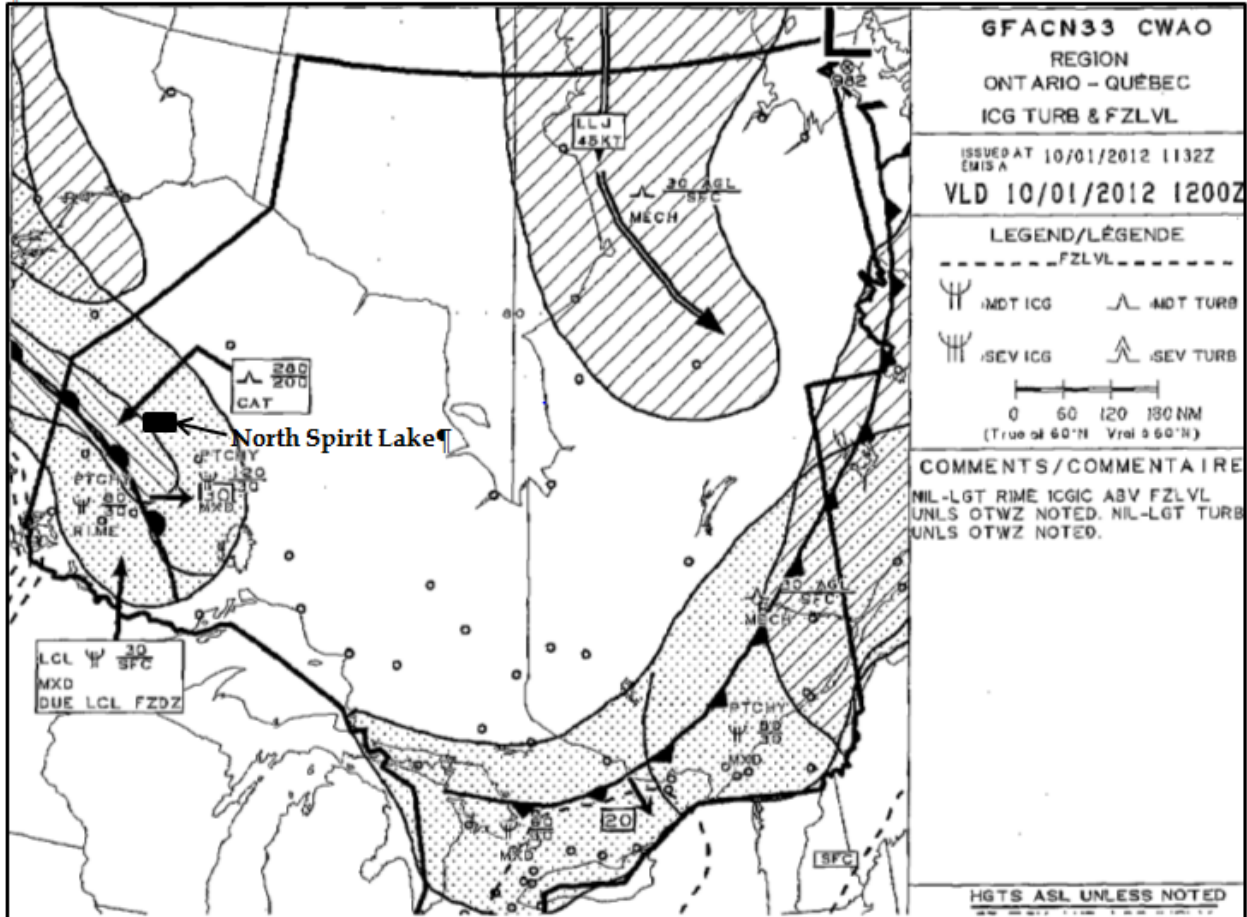 GFACN33 CWAO
REGION
ONTARIO – QUÉBEC
ICG TURB & FZLVL
ISSUED AT 10/01/2012 1132Z
EMIS A
VLD 10/01/2012 1200Z
LEGEND/LÉGENDE
FZLVL
MDT ICG
MDT TURB
SEV ICG
SEV TURB
0 60 120 180 NM
(True at 60°N Vrai à 60°N)
COMMENTS/COMMENTAIRE
NIL-LGT RIME ICGIC ABV FZLVL
UNLS OTWZ NOTED. NIL-LGT TURB
UNLS OTWZ NOTED.
HGTS ASL UNLESS NOTED
L
982
LLJ
45KT
30 AGL
SFC
MECH
80
280
200
CAT
North Spirit Lake¶
PTCHY
120
30
MXD
30
PTCHY
80
30
RIME
LCL 30
SFC
MXD
DUE LCL FZDZ
30 AGL
SFC
MECH
PTCHY
80
30
MXD
20
MXD
SFC